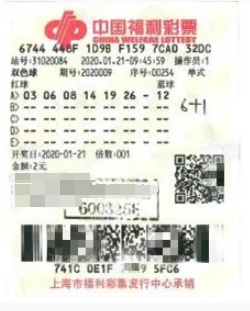 中国福利彩票
CHINA WELFARE LOTTERY
6744 446F 1D9B F159 7CA0 32DC
站号:31020084 2020.01.21-09:45:59 操作员:1
双色球 期号:2020009 序号:00254 单式
红球 蓝球
A) 03 06 08 14 19 26 - 12
B)
C)
D)
E)
6+1
开奖日:2020-01-21 倍数:001
金额:2元
6003258
741C 0E1F 5FC6
上海市福利彩票发行中心承销